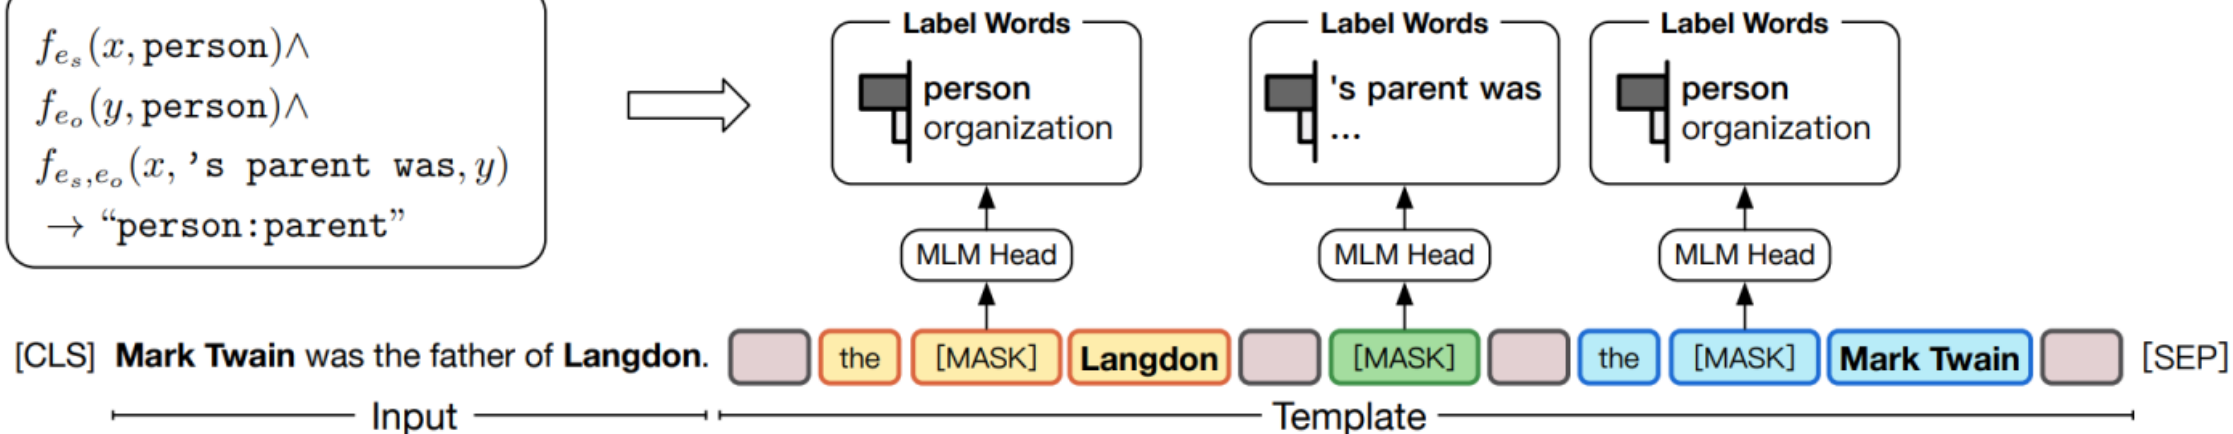 f_{e_s}(x, person)∧
f_{e_o}(y, person)∧
f_{e_s,e_o}(x, 's parent was, y)
→ “person:parent”
Label Words
person
organization
Label Words
's parent was
...
Label Words
person
organization
MLM Head
MLM Head
MLM Head
[CLS] Mark Twain was the father of Langdon. the [MASK] Langdon [MASK] the [MASK] Mark Twain [SEP]
Input
Template